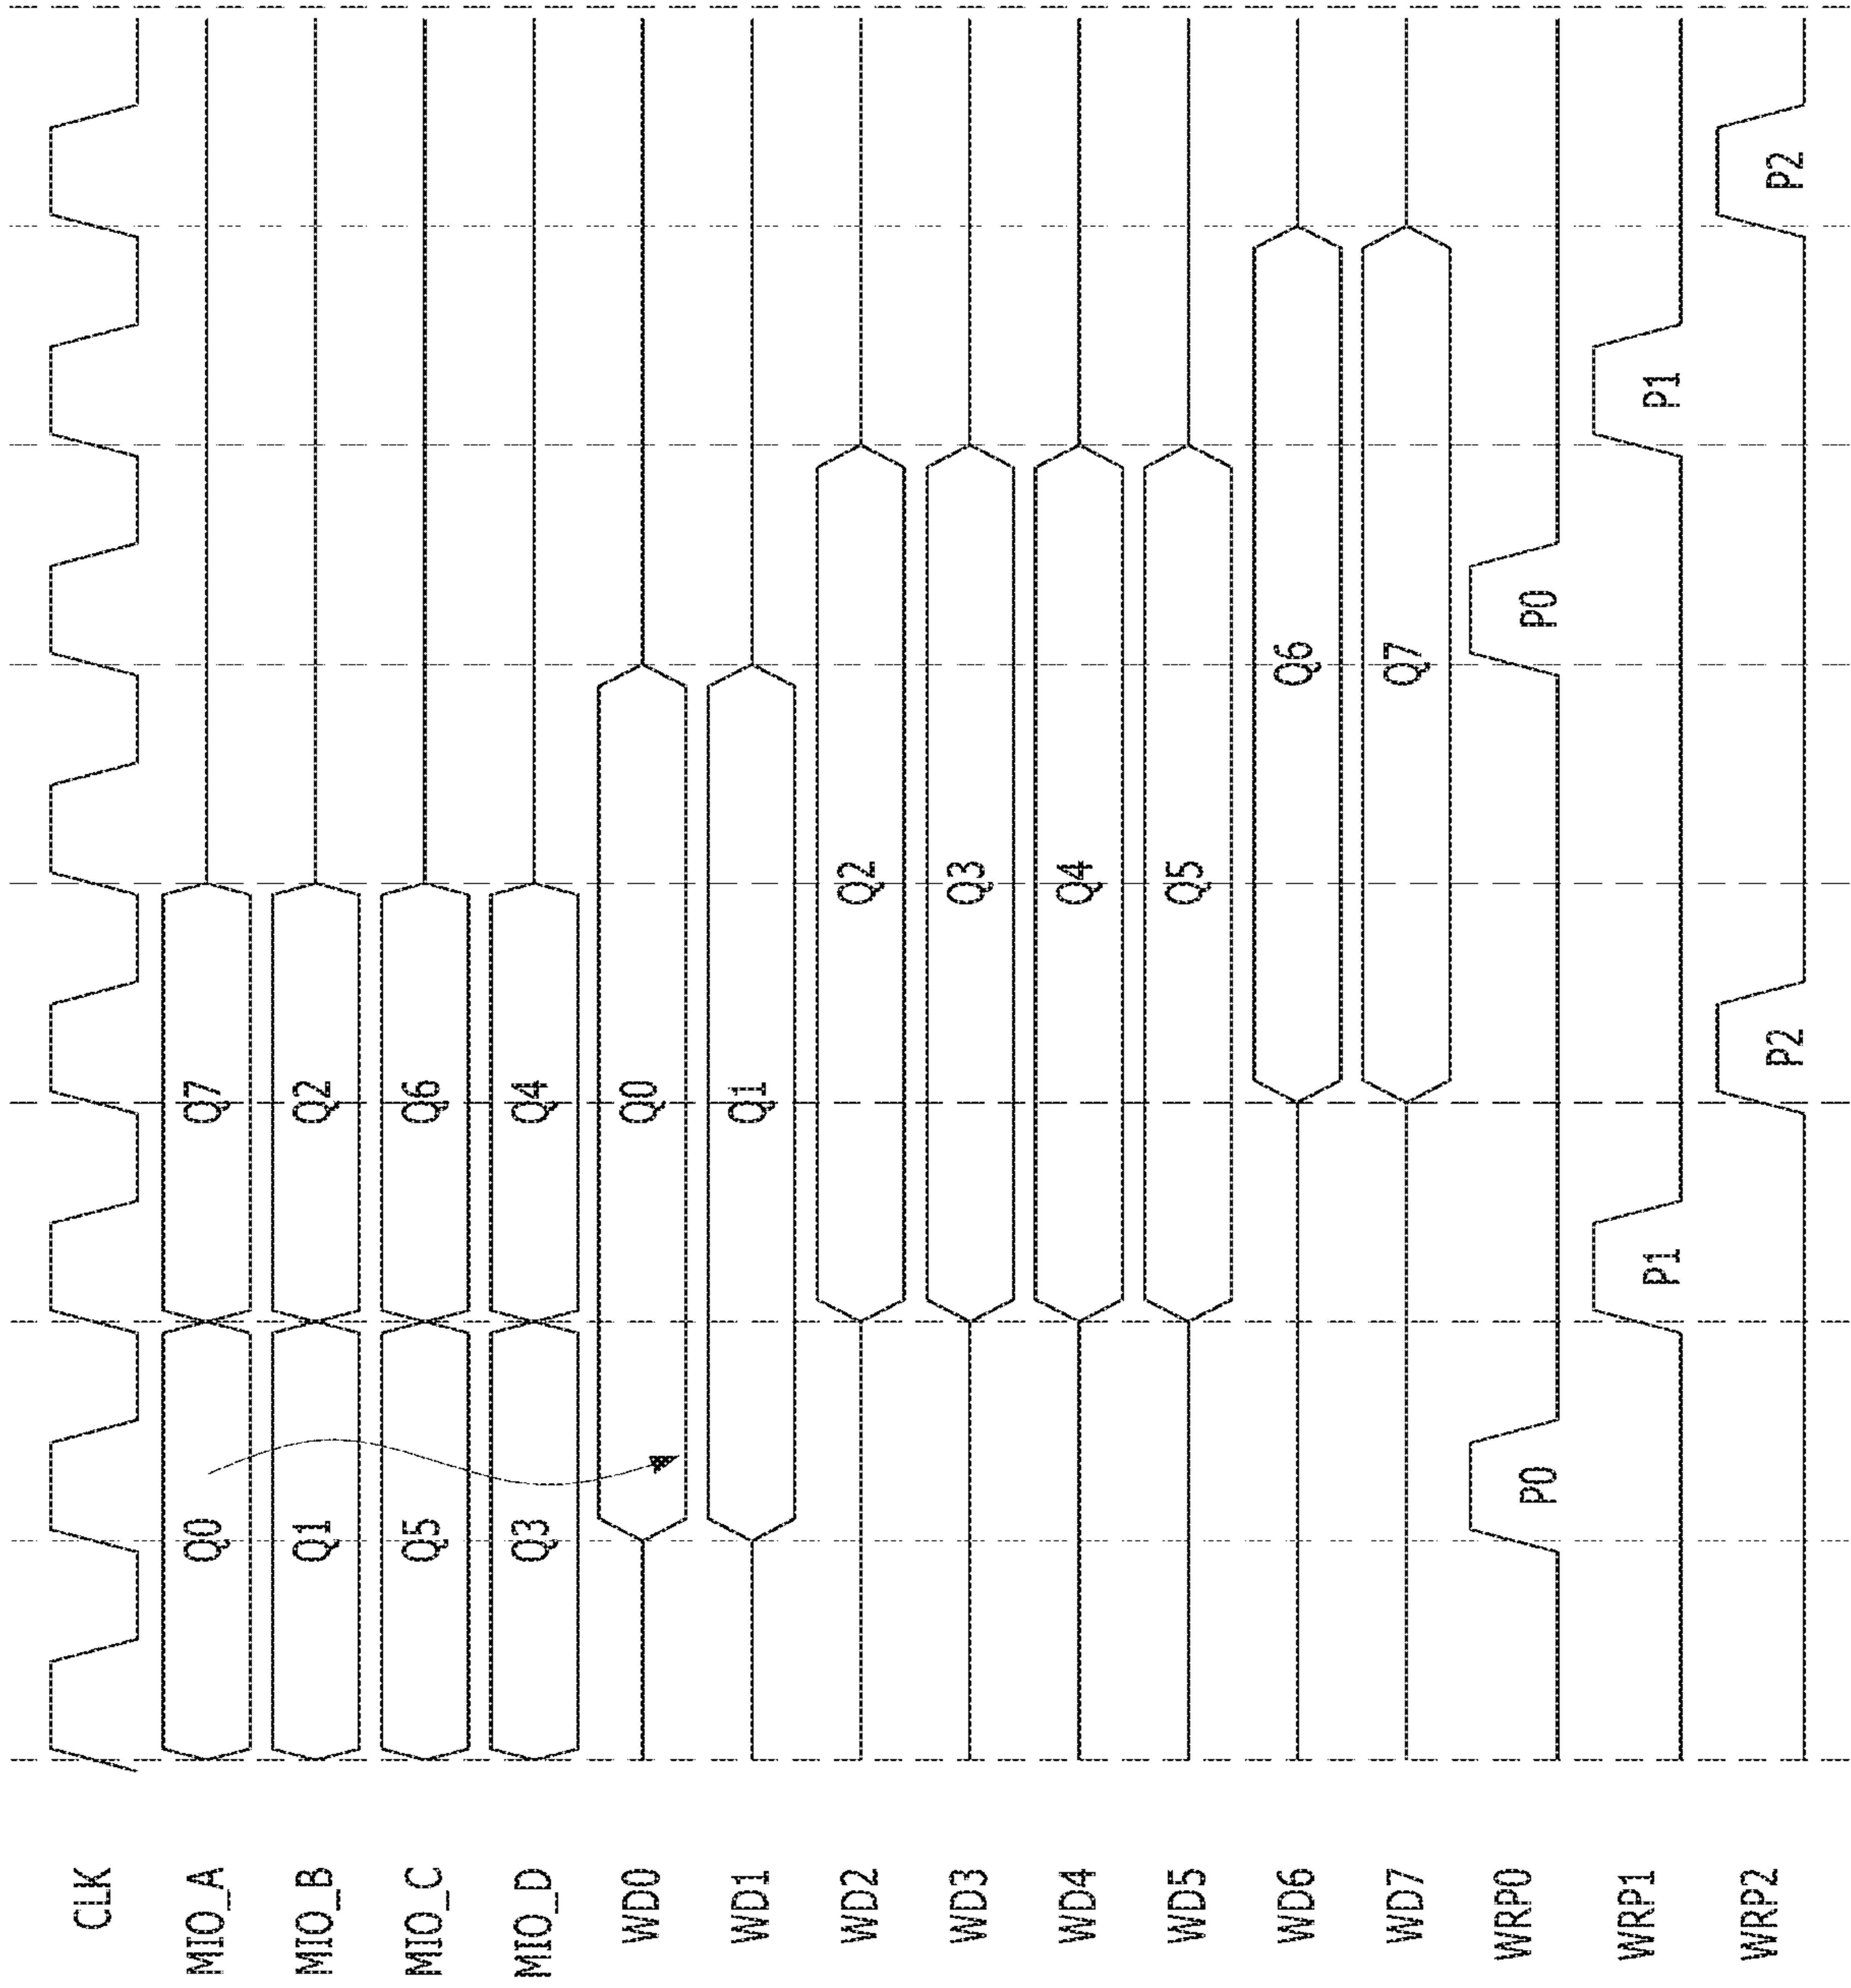 CLK
MIO_A Q0 Q7
MIO_B Q1 Q2
MIO_C Q5 Q6
MIO_D Q3 Q4
WD0 Q0
WD1 Q1
WD2 Q2
WD3 Q3
WD4 Q4
WD5 Q5
WD6 Q6
WD7 Q7
WRP0 P0 P0
WRP1 P1 P1
WRP2 P2 P2